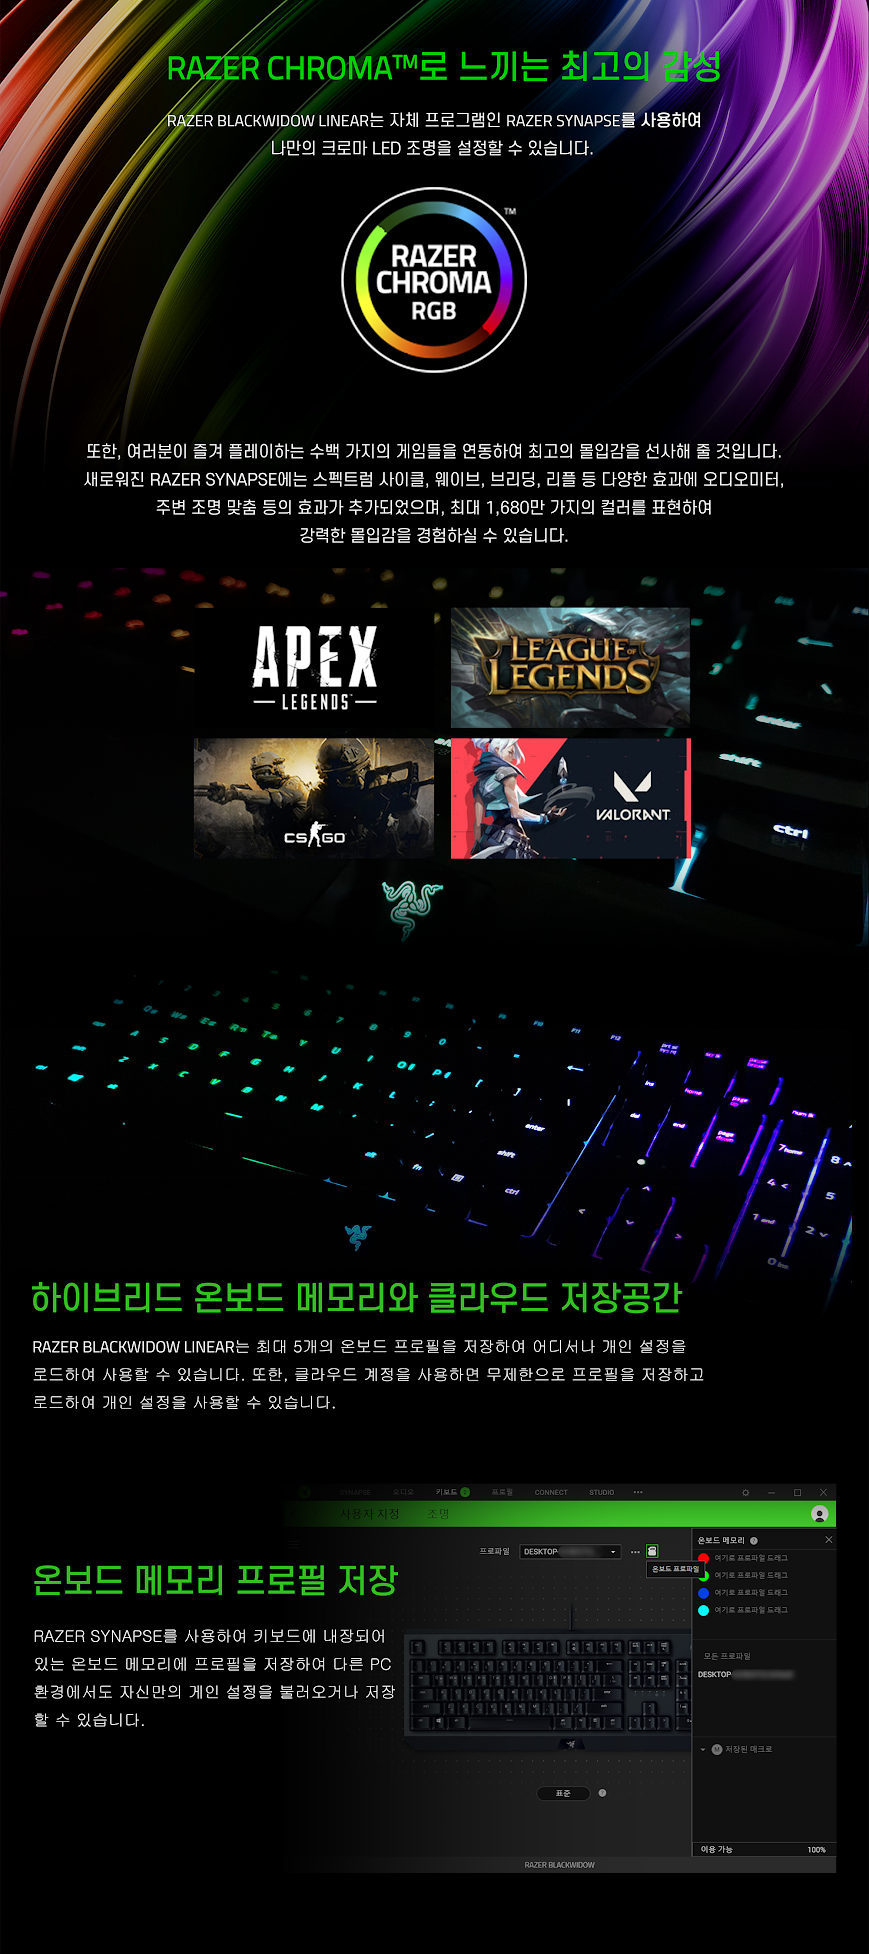 RAZER CHROMA™로 느끼는 최고의 감성
RAZER BLACKWIDOW LINEAR는 자체 프로그램인 RAZER SYNAPSE를 사용하여
나만의 크로마 LED 조명을 설정할 수 있습니다.
TM
RAZER
CHROMA
RGB
또한, 여러분이 즐겨 플레이하는 수백 가지의 게임들을 연동하여 최고의 몰입감을 선사해 줄 것입니다.
새로워진 RAZER SYNAPSE에는 스펙트럼 사이클, 웨이브, 브리딩, 리플 등 다양한 효과에 오디오미터,
주변 조명 맞춤 등의 효과가 추가되었으며, 최대 1,680만 가지의 컬러를 표현하여
강력한 몰입감을 경험하실 수 있습니다.
APEX
LEGENDS
LEAGUE OF
LEGENDS
CS GO
VALORANT
enter
shift
ctrl
하이브리드 온보드 메모리와 클라우드 저장공간
RAZER BLACKWIDOW LINEAR는 최대 5개의 온보드 프로필을 저장하여 어디서나 개인 설정을
로드하여 사용할 수 있습니다. 또한, 클라우드 계정을 사용하면 무제한으로 프로필을 저장하고
로드하여 개인 설정을 사용할 수 있습니다.
SYNAPSE 오디오 키보드 프로필 CONNECT STUDIO
사용자 지정 조명
프로파일 DESKTOP-
온보드 프로파일
온보드 메모리
여기로 프로파일 드래그
여기로 프로파일 드래그
여기로 프로파일 드래그
여기로 프로파일 드래그
모든 프로파일
DESKTOP-
M 저장된 매크로
이용 가능 100%
표준
RAZER BLACKWIDOW
온보드 메모리 프로필 저장
RAZER SYNAPSE를 사용하여 키보드에 내장되어
있는 온보드 메모리에 프로필을 저장하여 다른 PC
환경에서도 자신만의 게인 설정을 불러오거나 저장
할 수 있습니다.